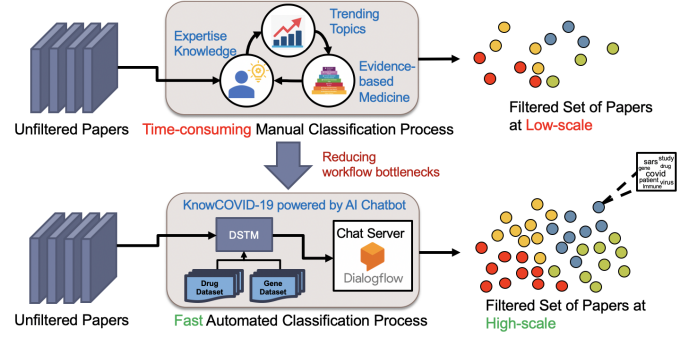 Expertise
Knowledge
Trending
Topics
Evidence-
based
Medicine
Unfiltered Papers
Time-consuming Manual Classification Process
Filtered Set of Papers
at Low-scale
Reducing
workflow bottlenecks
KnowCOVID-19 powered by AI Chatbot
DSTM
Drug
Dataset
Gene
Dataset
Chat Server
Dialogflow
sars study
gene drug
covid
patient virus
immune
Unfiltered Papers
Fast Automated Classification Process
Filtered Set of Papers at
High-scale